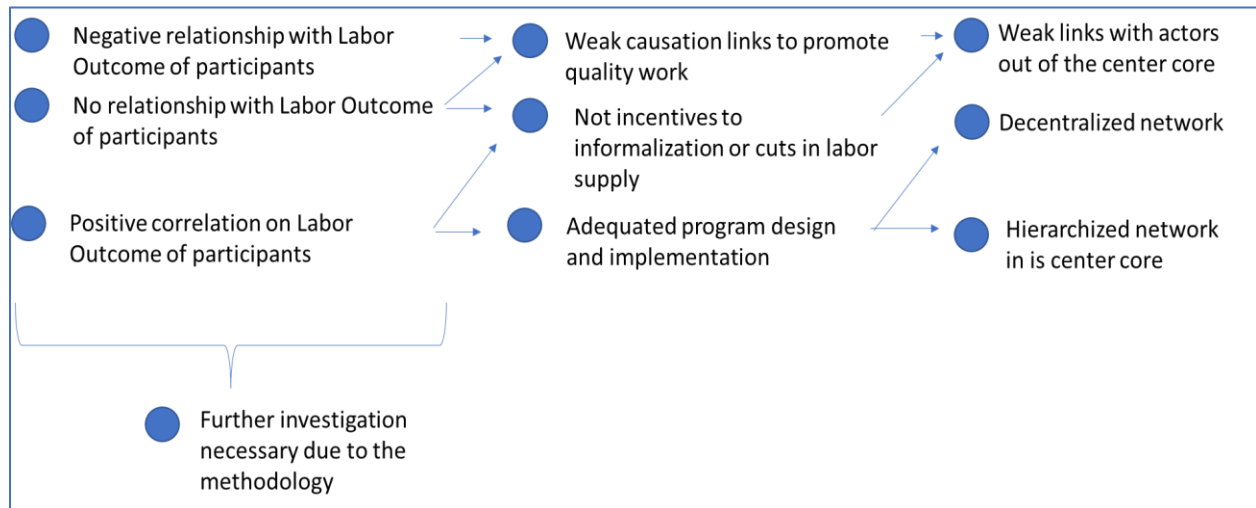 Negative relationship with Labor
Outcome of participants
No relationship with Labor Outcome
of participants
Positive correlation on Labor
Outcome of participants
Weak causation links to promote
quality work
Not incentives to
informalization or cuts in labor
supply
Adequated program design
and implementation
Weak links with actors
out of the center core
Decentralized network
Hierarchized network
in is center core
Further investigation
necessary due to the
methodology